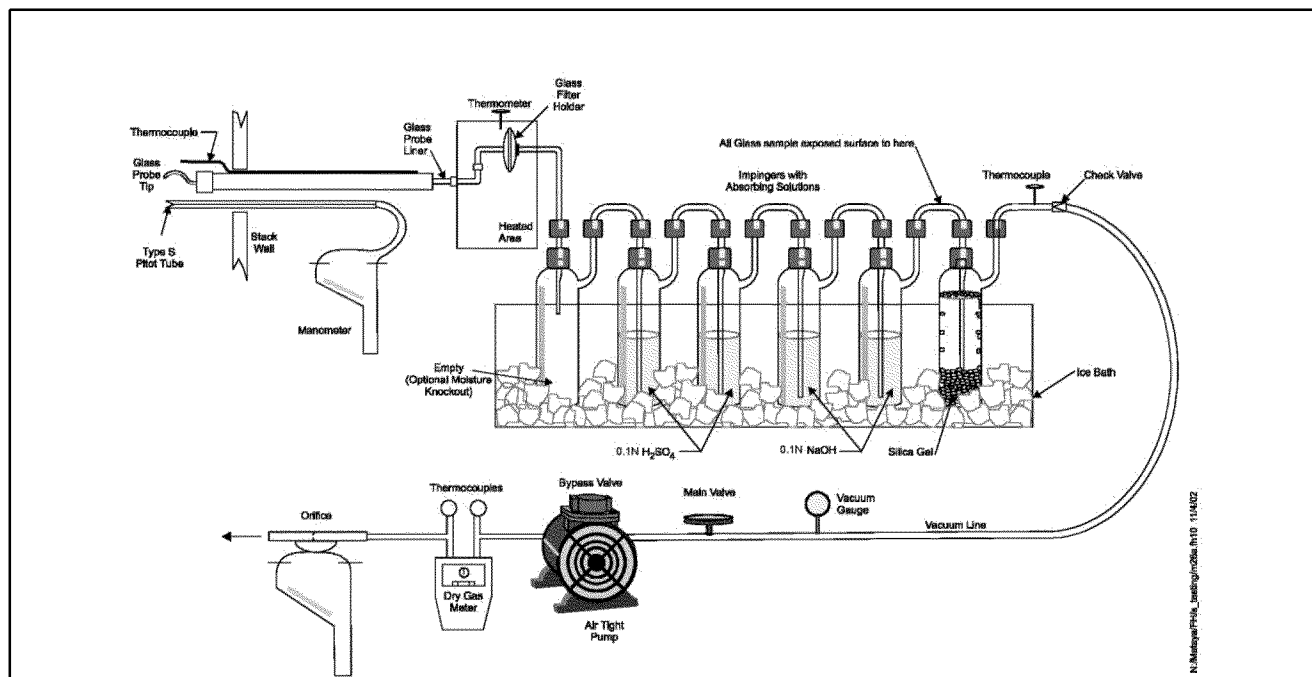 Thermocouple
Glass
Probe
Tip
Type S
Pitot Tube
Stack
Wall
Manometer
Glass
Probe
Liner
Thermometer
Glass
Filter
Holder
Heated
Area
All Glass sample exposed surface to here
Impingers with
Absorbing Solutions
Thermocouple
Check Valve
Empty
(Optional Moisture
Knockout)
0.1N H₂SO₄
0.1N NaOH
Silica Gel
Ice Bath
Orifice
Thermocouples
Dry Gas
Meter
Bypass Valve
Air Tight
Pump
Main Valve
Vacuum
Gauge
Vacuum Line